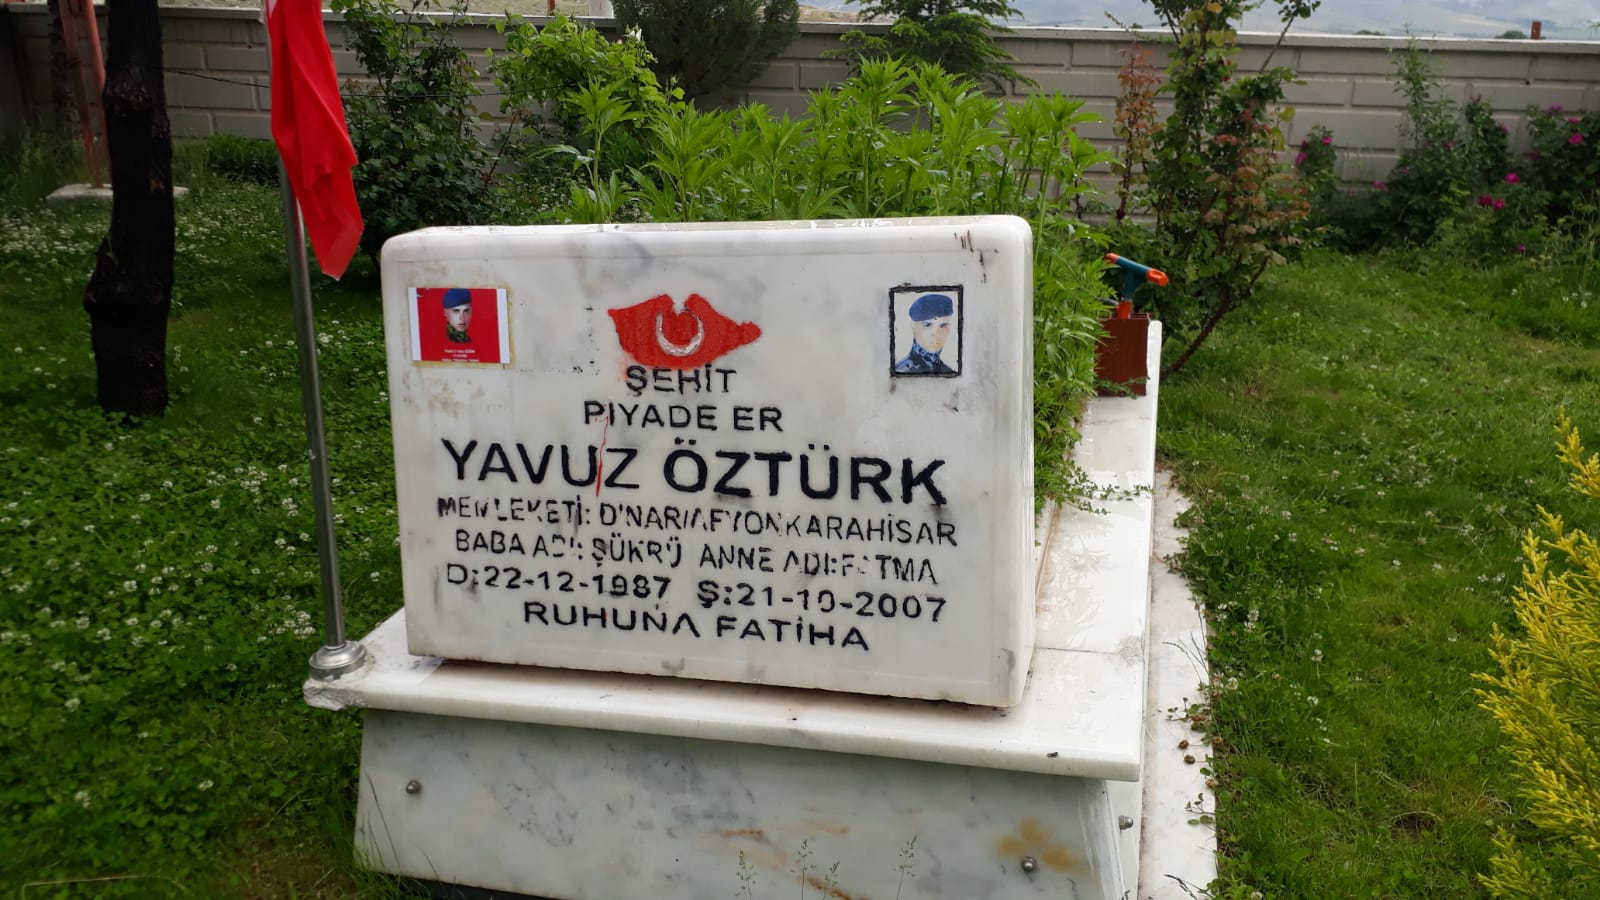 ŞEHİT
PİYADE ER
YAVUZ ÖZTÜRK
MEMLEKETİ: DİNAR/AFYONKARAHİSAR
BABA ADI: ŞÜKRÜ ANNE ADI: FATMA
D:22-12-1987 Ş:21-10-2007
RUHUNA FATİHA